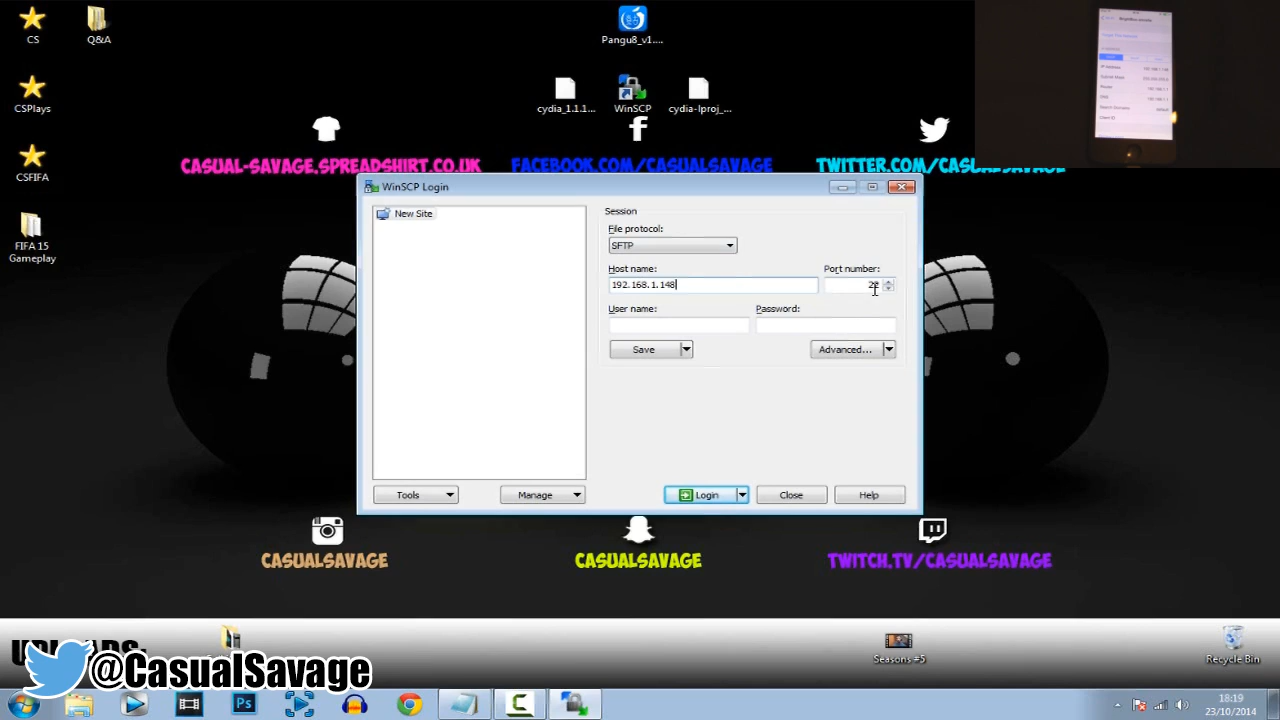 CS
Q&A
Pangu8_v1....
CSPlays
cydia_1.1.1...
WinSCP
cydia-lproj_...
CASUAL-SAVAGE.SPREADSHIRT.CO.UK
FACEBOOK.COM/CASUALSAVAGE
TWITTER.COM/CASUALSAVAGE
CSFIFA
FIFA 15
Gameplay
WinSCP Login
New Site
Session
File protocol:
SFTP
Host name:
Port number:
192.168.1.148
22
User name:
Password:
Save
Advanced...
Tools
Manage
Login
Close
Help
CASUALSAVAGE
CASUALSAVAGE
TWITCH.TV/CASUALSAVAGE
Seasons #5
Recycle Bin
@CasualSavage
Ps
18:19
23/10/2014